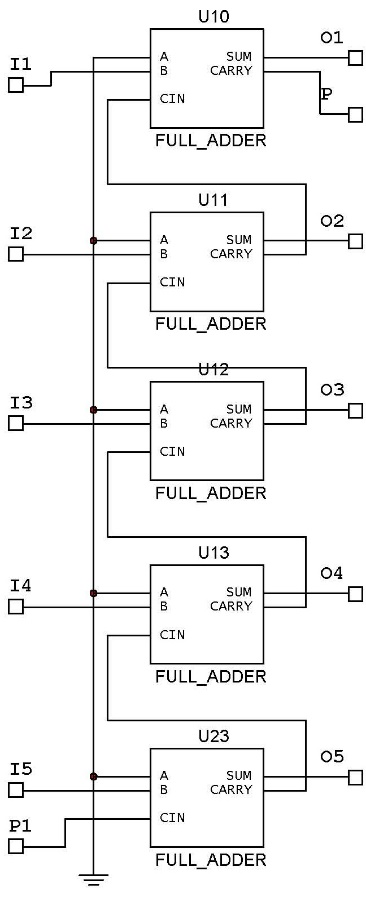 U10
I1 A SUM O1
B CARRY
P
CIN
FULL_ADDER
U11
I2 A SUM O2
B CARRY
CIN
FULL_ADDER
U12
I3 A SUM O3
B CARRY
CIN
FULL_ADDER
U13
I4 A SUM O4
B CARRY
CIN
FULL_ADDER
U23
I5 A SUM O5
B CARRY
P1 CIN
FULL_ADDER